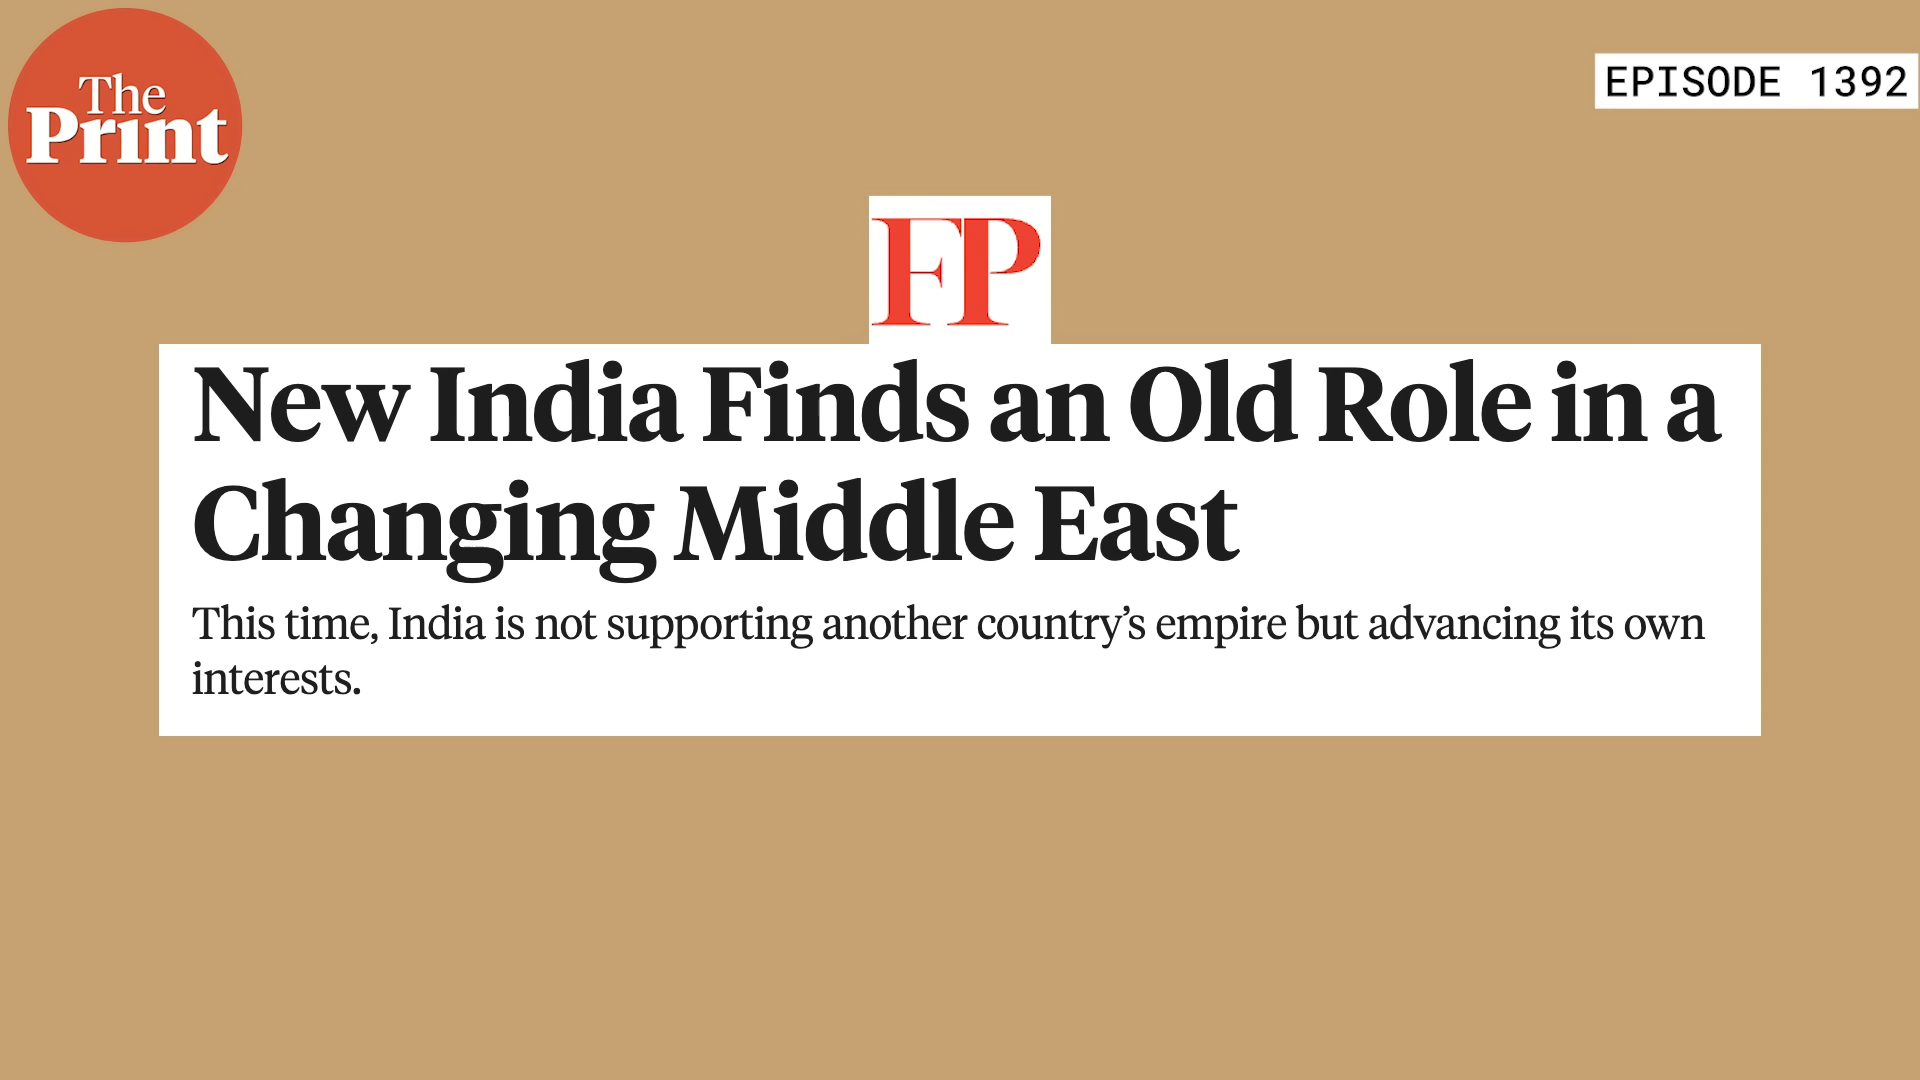 The
Print
EPISODE 1392
FP
New India Finds an Old Role in a
Changing Middle East
This time, India is not supporting another country’s empire but advancing its own
interests.